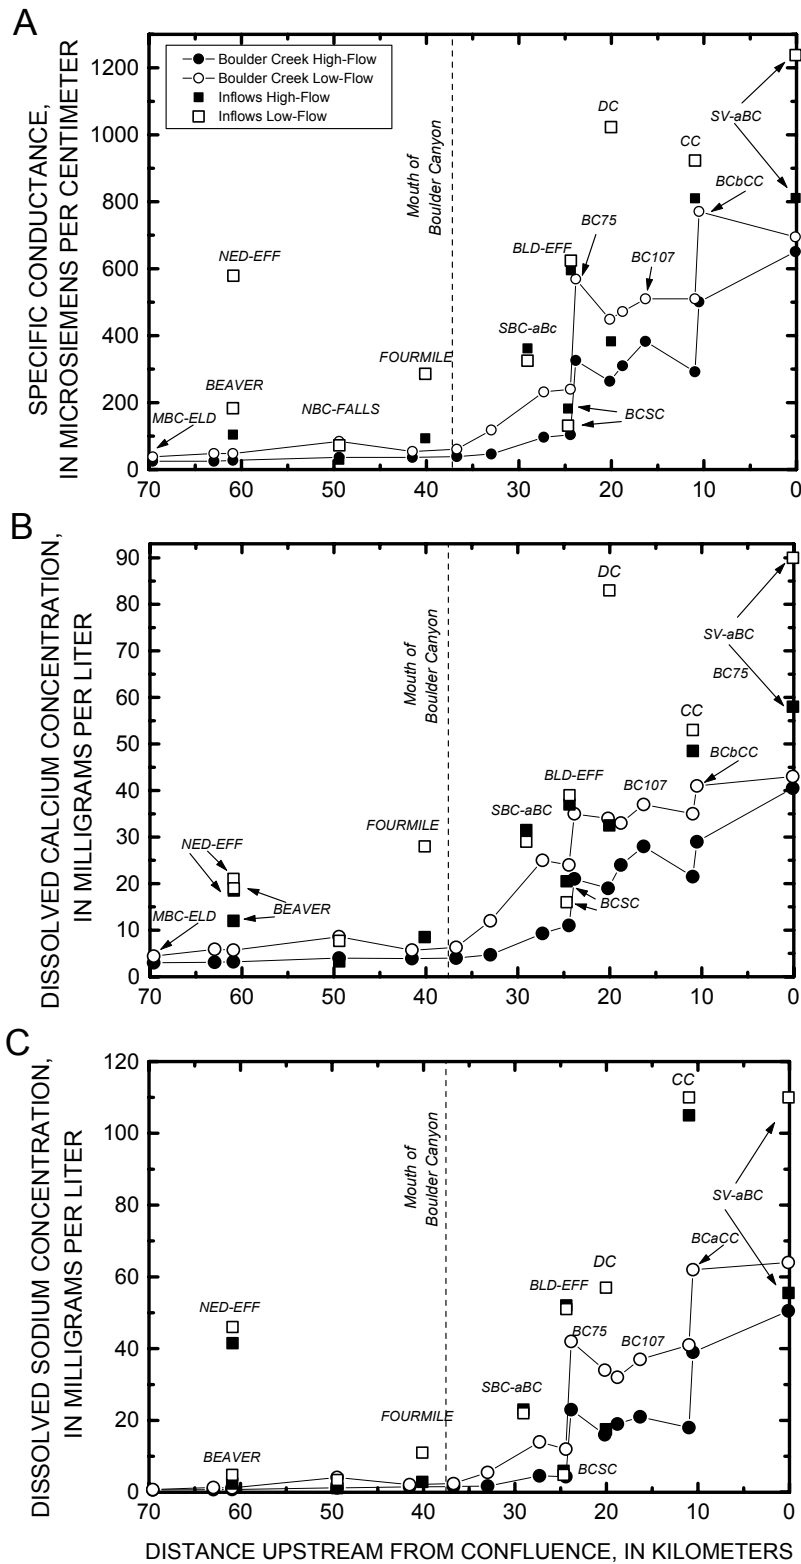 A
SPECIFIC CONDUCTANCE,
IN MICROSIEMENS PER CENTIMETER
1200
1000
800
600
400
200
0
Boulder Creek High-Flow
Boulder Creek Low-Flow
Inflows High-Flow
Inflows Low-Flow
Mouth of
Boulder Canyon
DC
SV-aBC
CC
BCbCC
BC75
NED-EFF
BLD-EFF
BC107
SBC-aBc
FOURMILE
BEAVER
NBC-FALLS
MBC-ELD
BCSC
70 60 50 40 30 20 10 0
B
DISSOLVED CALCIUM CONCENTRATION,
IN MILLIGRAMS PER LITER
90
80
70
60
50
40
30
20
10
0
Mouth of
Boulder Canyon
DC
SV-aBC
BC75
CC
BCbCC
BLD-EFF
BC107
SBC-aBC
FOURMILE
NED-EFF
BEAVER
MBC-ELD
BCSC
70 60 50 40 30 20 10 0
C
DISSOLVED SODIUM CONCENTRATION,
IN MILLIGRAMS PER LITER
120
100
80
60
40
20
0
Mouth of
Boulder Canyon
CC
SV-aBC
BCaCC
DC
BLD-EFF
NED-EFF
BC75
BC107
SBC-aBC
FOURMILE
BEAVER
BCSC
70 60 50 40 30 20 10 0
DISTANCE UPSTREAM FROM CONFLUENCE, IN KILOMETERS